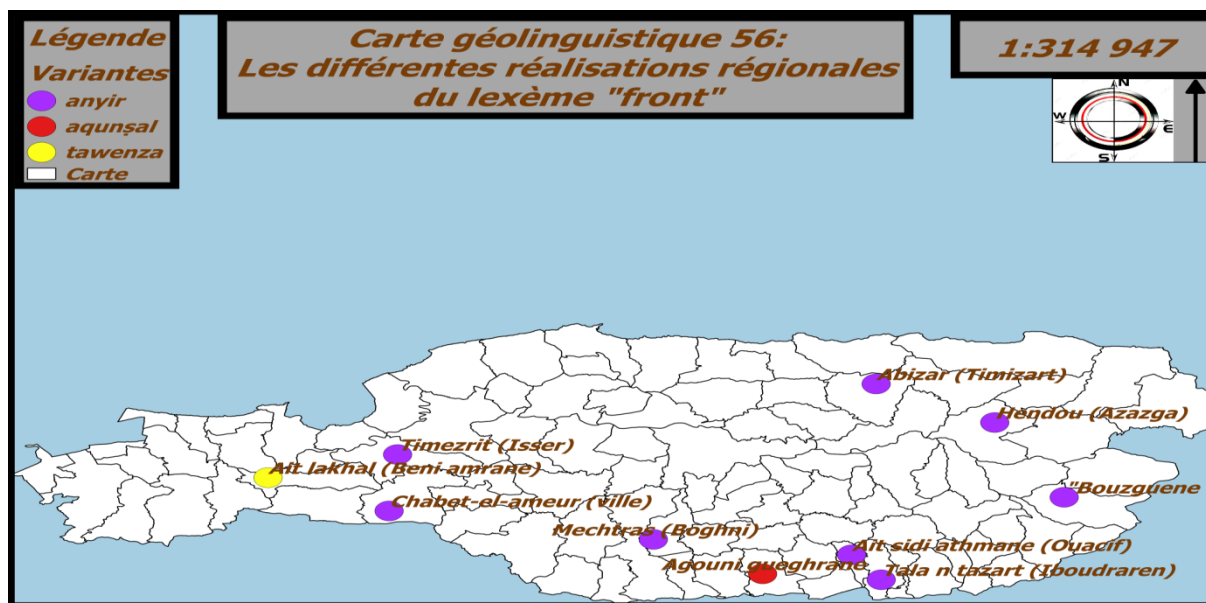 Légende
Variantes
anyir
aqunṣal
tawenza
Carte
Carte géolinguistique 56:
Les différentes réalisations régionales
du lexème "front"
1:314 947
N
W
E
S
Abizar (Timizart)
Hendou (Azazga)
Timezrit (Isser)
Ait lakhal (Beni-amrane)
"Bouzguene
Chabet-el-ameur (ville)
Mechtras (Boghni)
Ait sidi athmane (Ouacif)
Agouni gueghrane
Tala n tazart (Iboudraren)